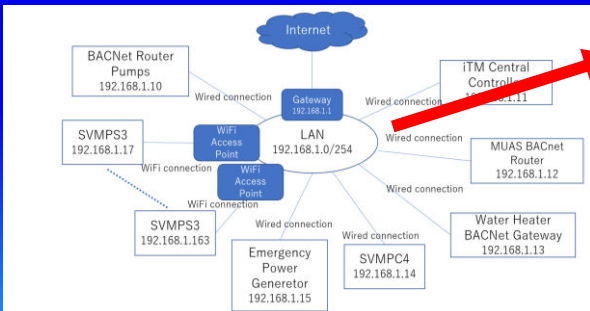 Internet
BACNet Router
Pumps
192.168.1.10
Wired connection
Gateway
192.168.1.1
iTM Central
Wired connection
192.168.1.11
SVMPS3
192.168.1.17
WiFi
Access
Point
LAN
192.168.1.0/254
Wired connection
MUAS BACnet
Router
192.168.1.12
WiFi connection
WiFi
Access
Point
Wired connection
WiFi connection
SVMPS3
192.168.1.163
Wired connection
Wired connection
Water Heater
BACNet Gateway
192.168.1.13
Emergency
Power
Generetor
192.168.1.15
SVMPC4
192.168.1.14